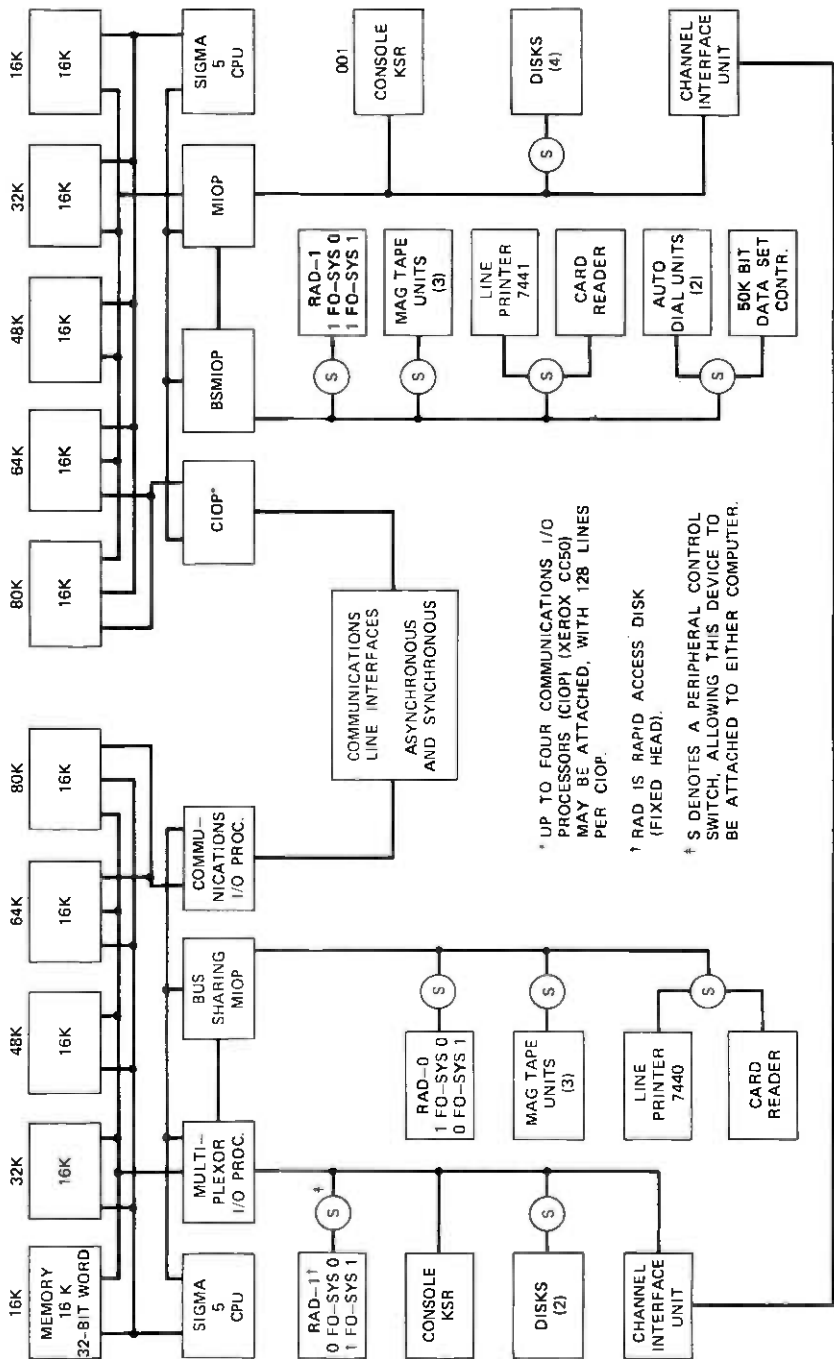 16K
32K
48K
64K
80K
80K
64K
48K
32K
16K
MEMORY
16 K
32-BIT WORD
16K
16K
16K
16K
16K
16K
16K
16K
16K
SIGMA
5
CPU
MULTI–
PLEXOR
I/O PROC.
BUS
SHARING
MIOP
COMMU–
NICATIONS
I/O PROC.
CIOP*
BSMIOP
MIOP
SIGMA
5
CPU
RAD–1†
0 FO–SYS 0
1 FO–SYS 1
S
‡
CONSOLE
KSR
DISKS
(2)
S
CHANNEL
INTERFACE
UNIT
RAD–0
1 FO–SYS 0
0 FO–SYS 1
S
MAG TAPE
UNITS
(3)
S
LINE
PRINTER
7440
S
CARD
READER
COMMUNICATIONS
LINE INTERFACES
ASYNCHRONOUS
AND SYNCHRONOUS
RAD–1
1 FO–SYS 0
1 FO–SYS 1
S
MAG TAPE
UNITS
(3)
S
LINE
PRINTER
7441
S
CARD
READER
AUTO
DIAL UNITS
(2)
S
50K BIT
DATA SET
CONTR.
001
CONSOLE
KSR
DISKS
(4)
S
CHANNEL
INTERFACE
UNIT
* UP TO FOUR COMMUNICATIONS I/O
PROCESSORS (CIOP) (XEROX CC50)
MAY BE ATTACHED, WITH 128 LINES
PER CIOP.
† RAD IS RAPID ACCESS DISK
(FIXED HEAD).
‡ S DENOTES A PERIPHERAL CONTROL
SWITCH, ALLOWING THIS DEVICE TO
BE ATTACHED TO EITHER COMPUTER.